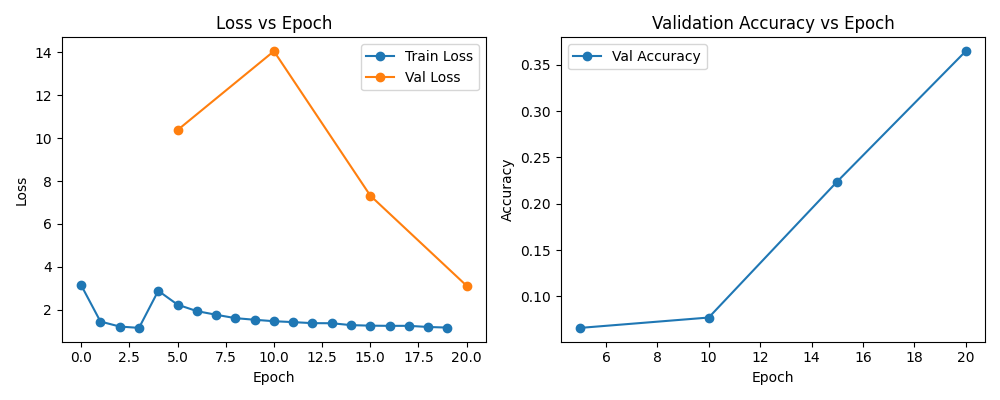 Loss vs Epoch
Train Loss
Val Loss
Loss
14
12
10
8
6
4
2
0.0 2.5 5.0 7.5 10.0 12.5 15.0 17.5 20.0
Epoch
Validation Accuracy vs Epoch
Val Accuracy
Accuracy
0.35
0.30
0.25
0.20
0.15
0.10
6 8 10 12 14 16 18 20
Epoch